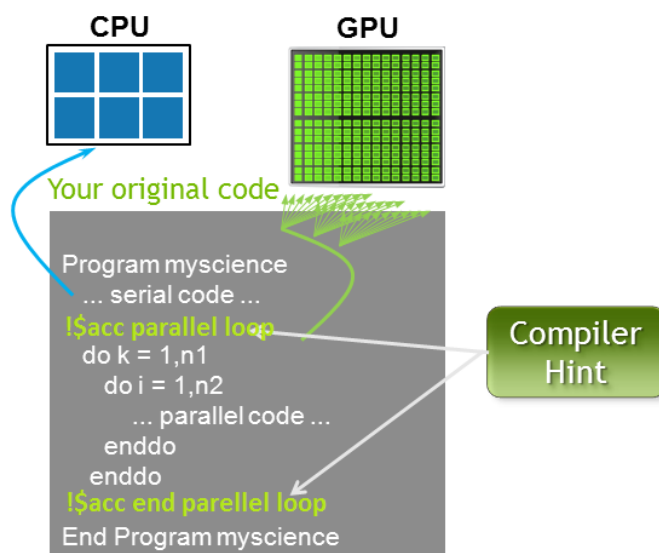 CPU
GPU
Your original code
Program myscience
... serial code ...
!$acc parallel loop
do k = 1,n1
do i = 1,n2
... parallel code ...
enddo
enddo
!$acc end parellel loop
End Program myscience
Compiler
Hint